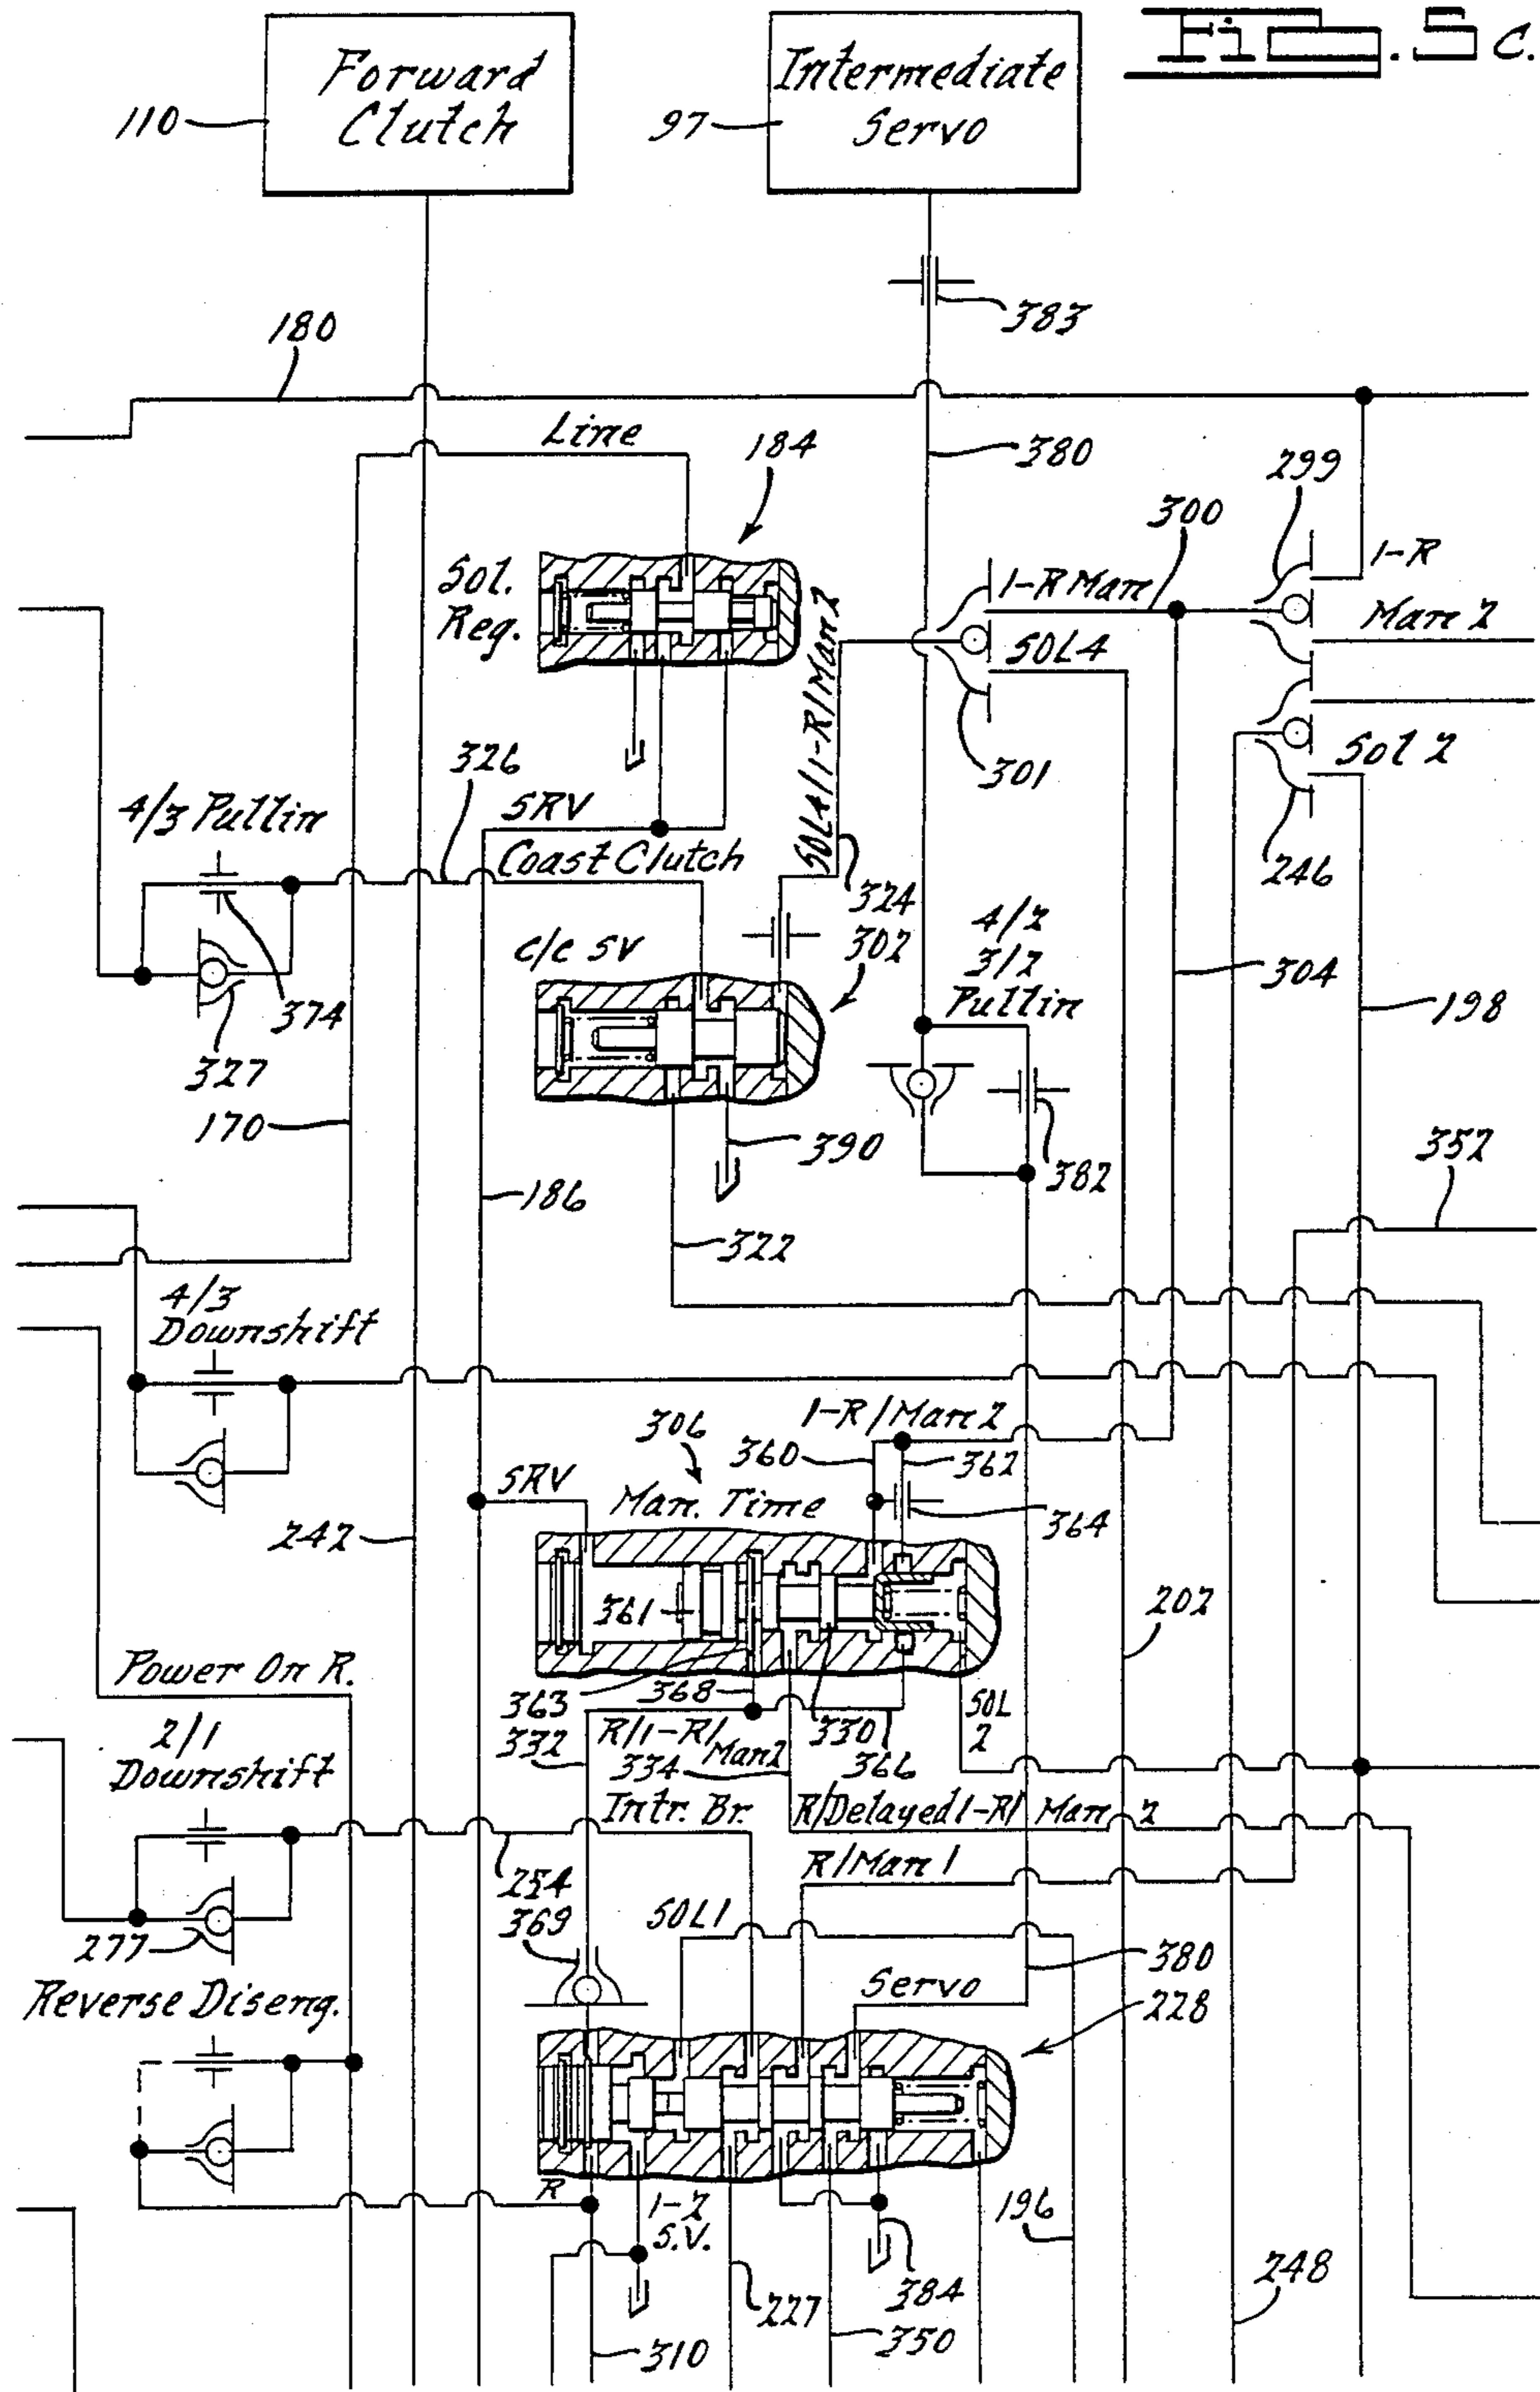 Fig. 5c.
Forward
Clutch
110
Intermediate
Servo
97
383
180
Line
184
380
299
300
1-R
Sol.
Reg.
1-R Man
SOL4
Man 2
301
Sol 2
246
SOL4/1-R/Man 2
326
4/3 Pullin
SRV
Coast Clutch
324
302
c/c SV
4/2
3/2
Pullin
304
198
374
327
170
390
382
352
186
322
4/3
Downshift
1-R/Man 2
306
360
362
SRV
Man. Time
364
242
361
202
Power On R.
363
368
330
SOL
2
332
R/1-R/
Man 2
334
366
2/1
Downshift
Intr. Br.
R/Delayed 1-R/ Man 2
254
R/Man 1
369
SOL1
277
380
Servo
228
Reverse Diseng.
R
1-2
S.V.
196
384
248
227
350
310